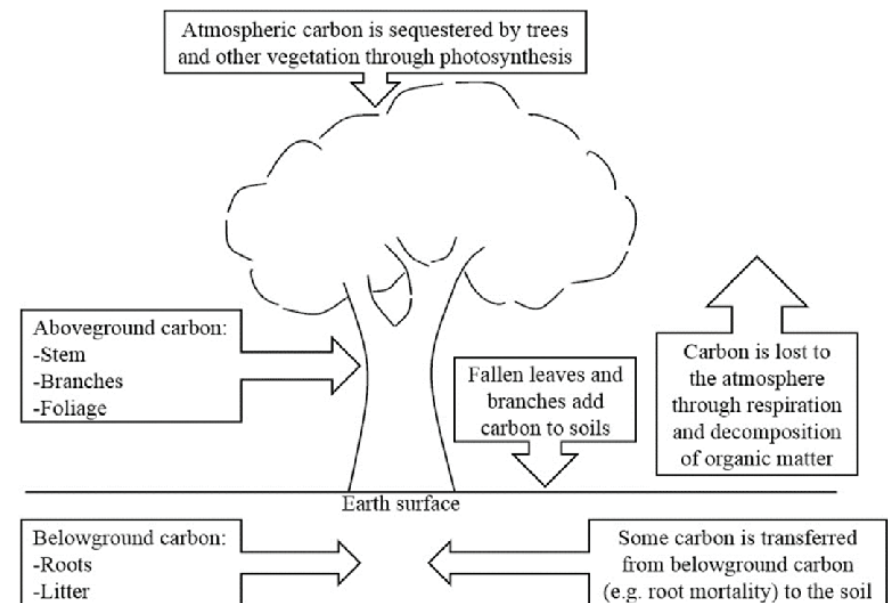 Atmospheric carbon is sequestered by trees
and other vegetation through photosynthesis
Aboveground carbon:
-Stem
-Branches
-Foliage
Fallen leaves and
branches add
carbon to soils
Carbon is lost to
the atmosphere
through respiration
and decomposition
of organic matter
Earth surface
Belowground carbon:
-Roots
-Litter
Some carbon is transferred
from belowground carbon
(e.g. root mortality) to the soil